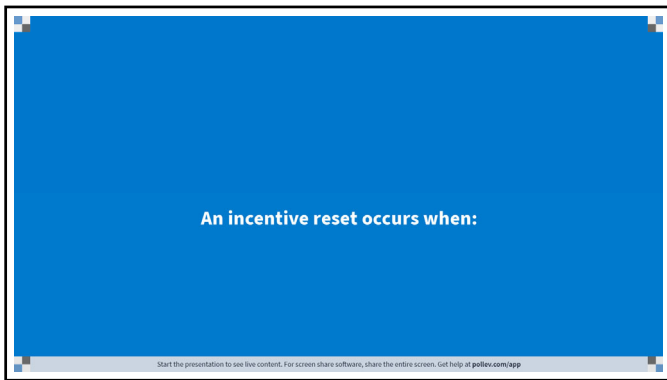 An incentive reset occurs when:
Start the presentation to see live content. For screen share software, share the entire screen. Get help at pollev.com/app